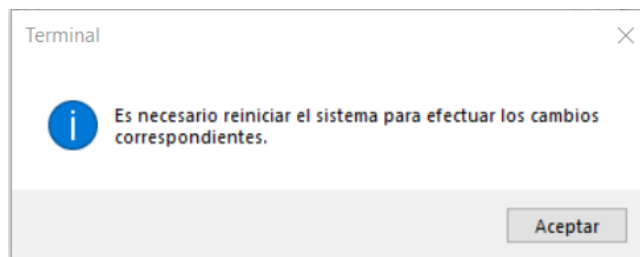 Terminal
Es necesario reiniciar el sistema para efectuar los cambios
correspondientes.
Aceptar